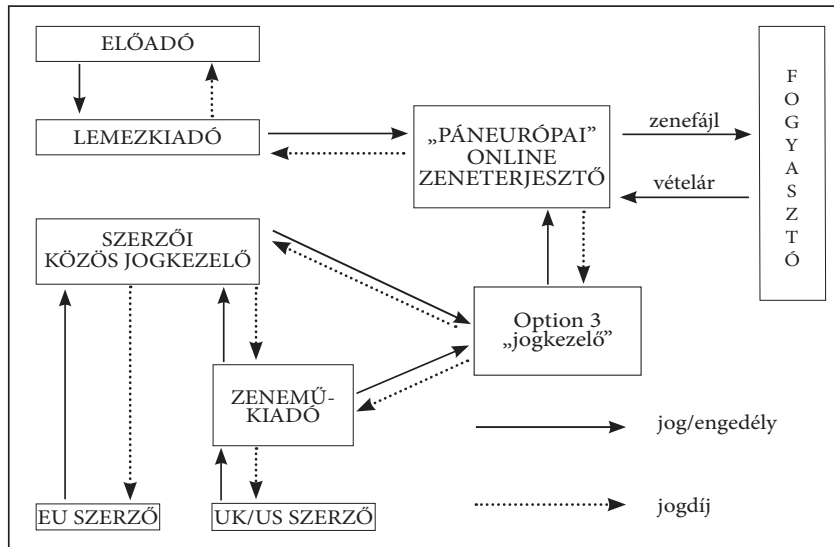 ELŐADÓ
LEMEZKIADÓ
„PÁNEURÓPAI”
ONLINE
ZENETERJESZTŐ
zenefájl
vételár
FOGYASZTÓ
SZERZŐI
KÖZÖS JOGKEZELŐ
Option 3
„jogkezelő”
ZENEMŰ-
KIADÓ
EU SZERZŐ
UK/US SZERZŐ
jog/engedély
jogdíj